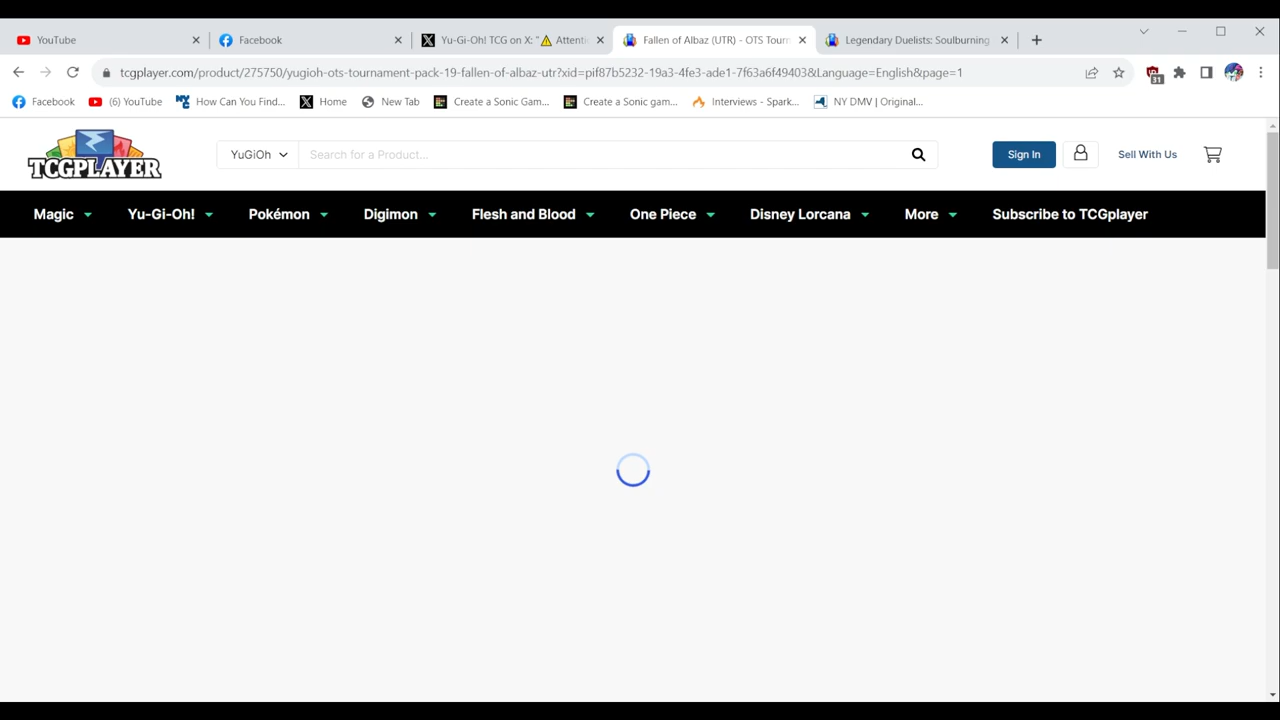 YouTube
Facebook
Yu-Gi-Oh! TCG on X: "⚠ Attenti
Fallen of Albaz (UTR) - OTS Tourn
Legendary Duelists: Soulburning
tcgplayer.com/product/275750/yugioh-ots-tournament-pack-19-fallen-of-albaz-utr?xid=pif87b5232-19a3-4fe3-ade1-7f63a6f49409&Language=English&page=1
31
Facebook
(6) YouTube
How Can You Find...
Home
New Tab
Create a Sonic Gam...
Create a Sonic gam...
Interviews - Spark...
NY DMV | Original...
TCGPLAYER
YuGiOh
Search for a Product...
Sign In
Sell With Us
Magic
Yu-Gi-Oh!
Pokémon
Digimon
Flesh and Blood
One Piece
Disney Lorcana
More
Subscribe to TCGplayer